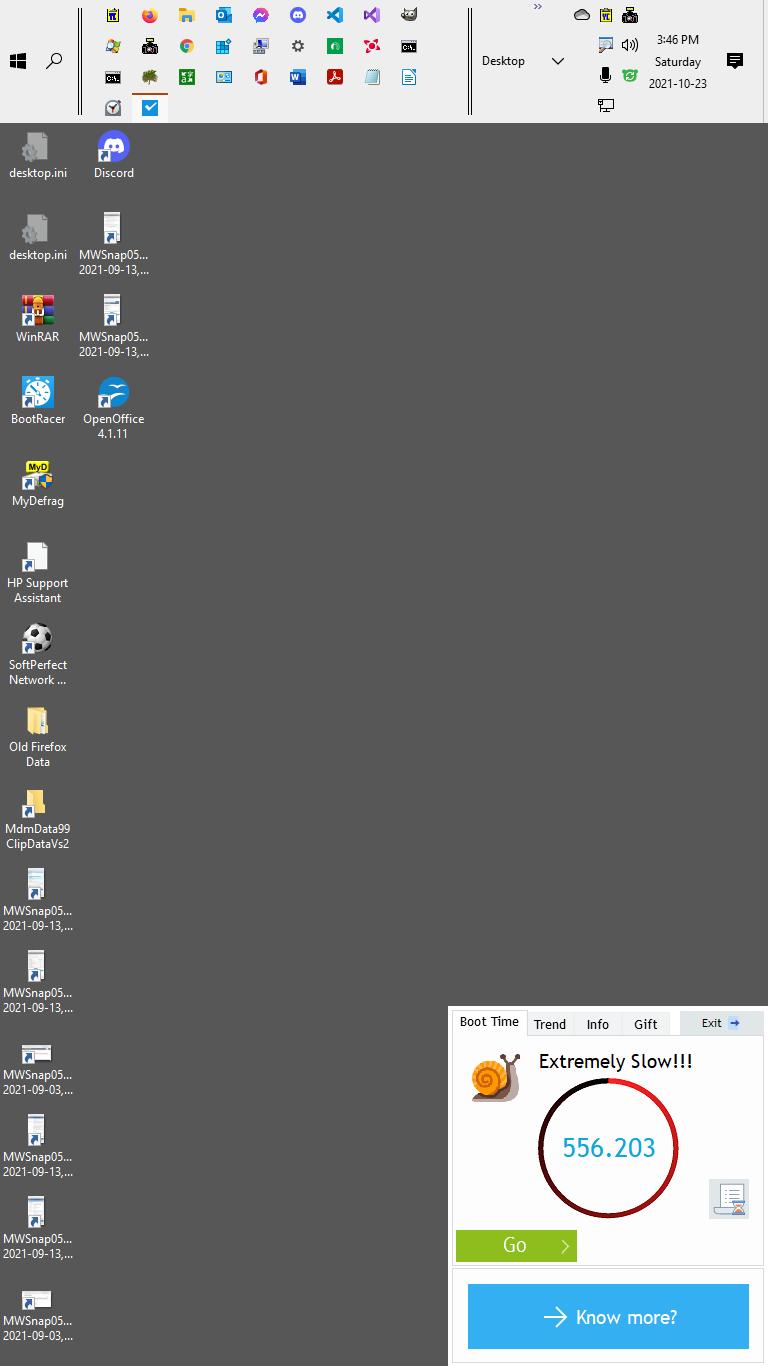 »
3:46 PM
Desktop
Saturday
2021-10-23
desktop.ini
Discord
desktop.ini
MWSnap05...
2021-09-13,...
WinRAR
MWSnap05...
2021-09-13,...
BootRacer
OpenOffice
4.1.11
MyD
MyDefrag
HP Support
Assistant
SoftPerfect
Network ...
Old Firefox
Data
MdmData99
ClipDataVs2
MWSnap05...
2021-09-13,...
MWSnap05...
2021-09-13,...
MWSnap05...
2021-09-03,...
MWSnap05...
2021-09-13,...
MWSnap05...
2021-09-13,...
MWSnap05...
2021-09-03,...
Boot Time Trend Info Gift Exit
Extremely Slow!!!
556.203
Go
Know more?